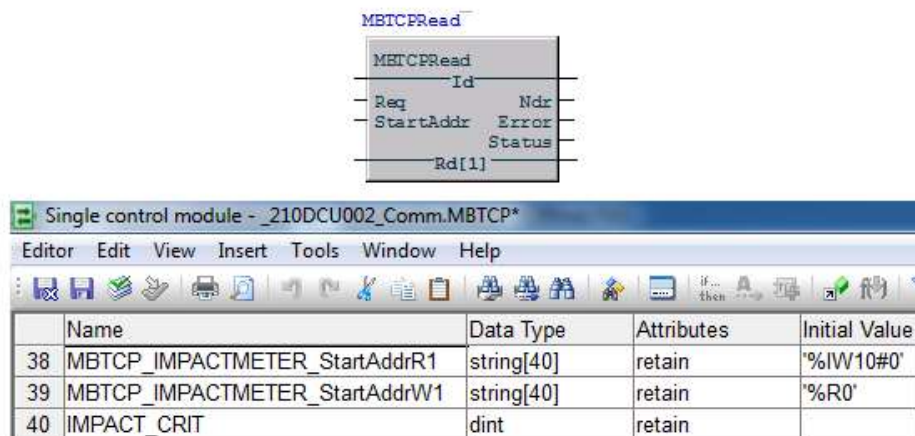 MBTCPRead
MBTCPRead
Id
Req Ndr
StartAddr Error
Status
Rd[1]
Single control module - _210DCU002_Comm.MBTCP*
Editor Edit View Insert Tools Window Help
if... then
Name Data Type Attributes Initial Value
38 MBTCP_IMPACTMETER_StartAddrR1 string[40] retain '%IW10#0'
39 MBTCP_IMPACTMETER_StartAddrW1 string[40] retain '%R0'
40 IMPACT_CRIT dint retain